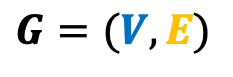 G = (V, E)